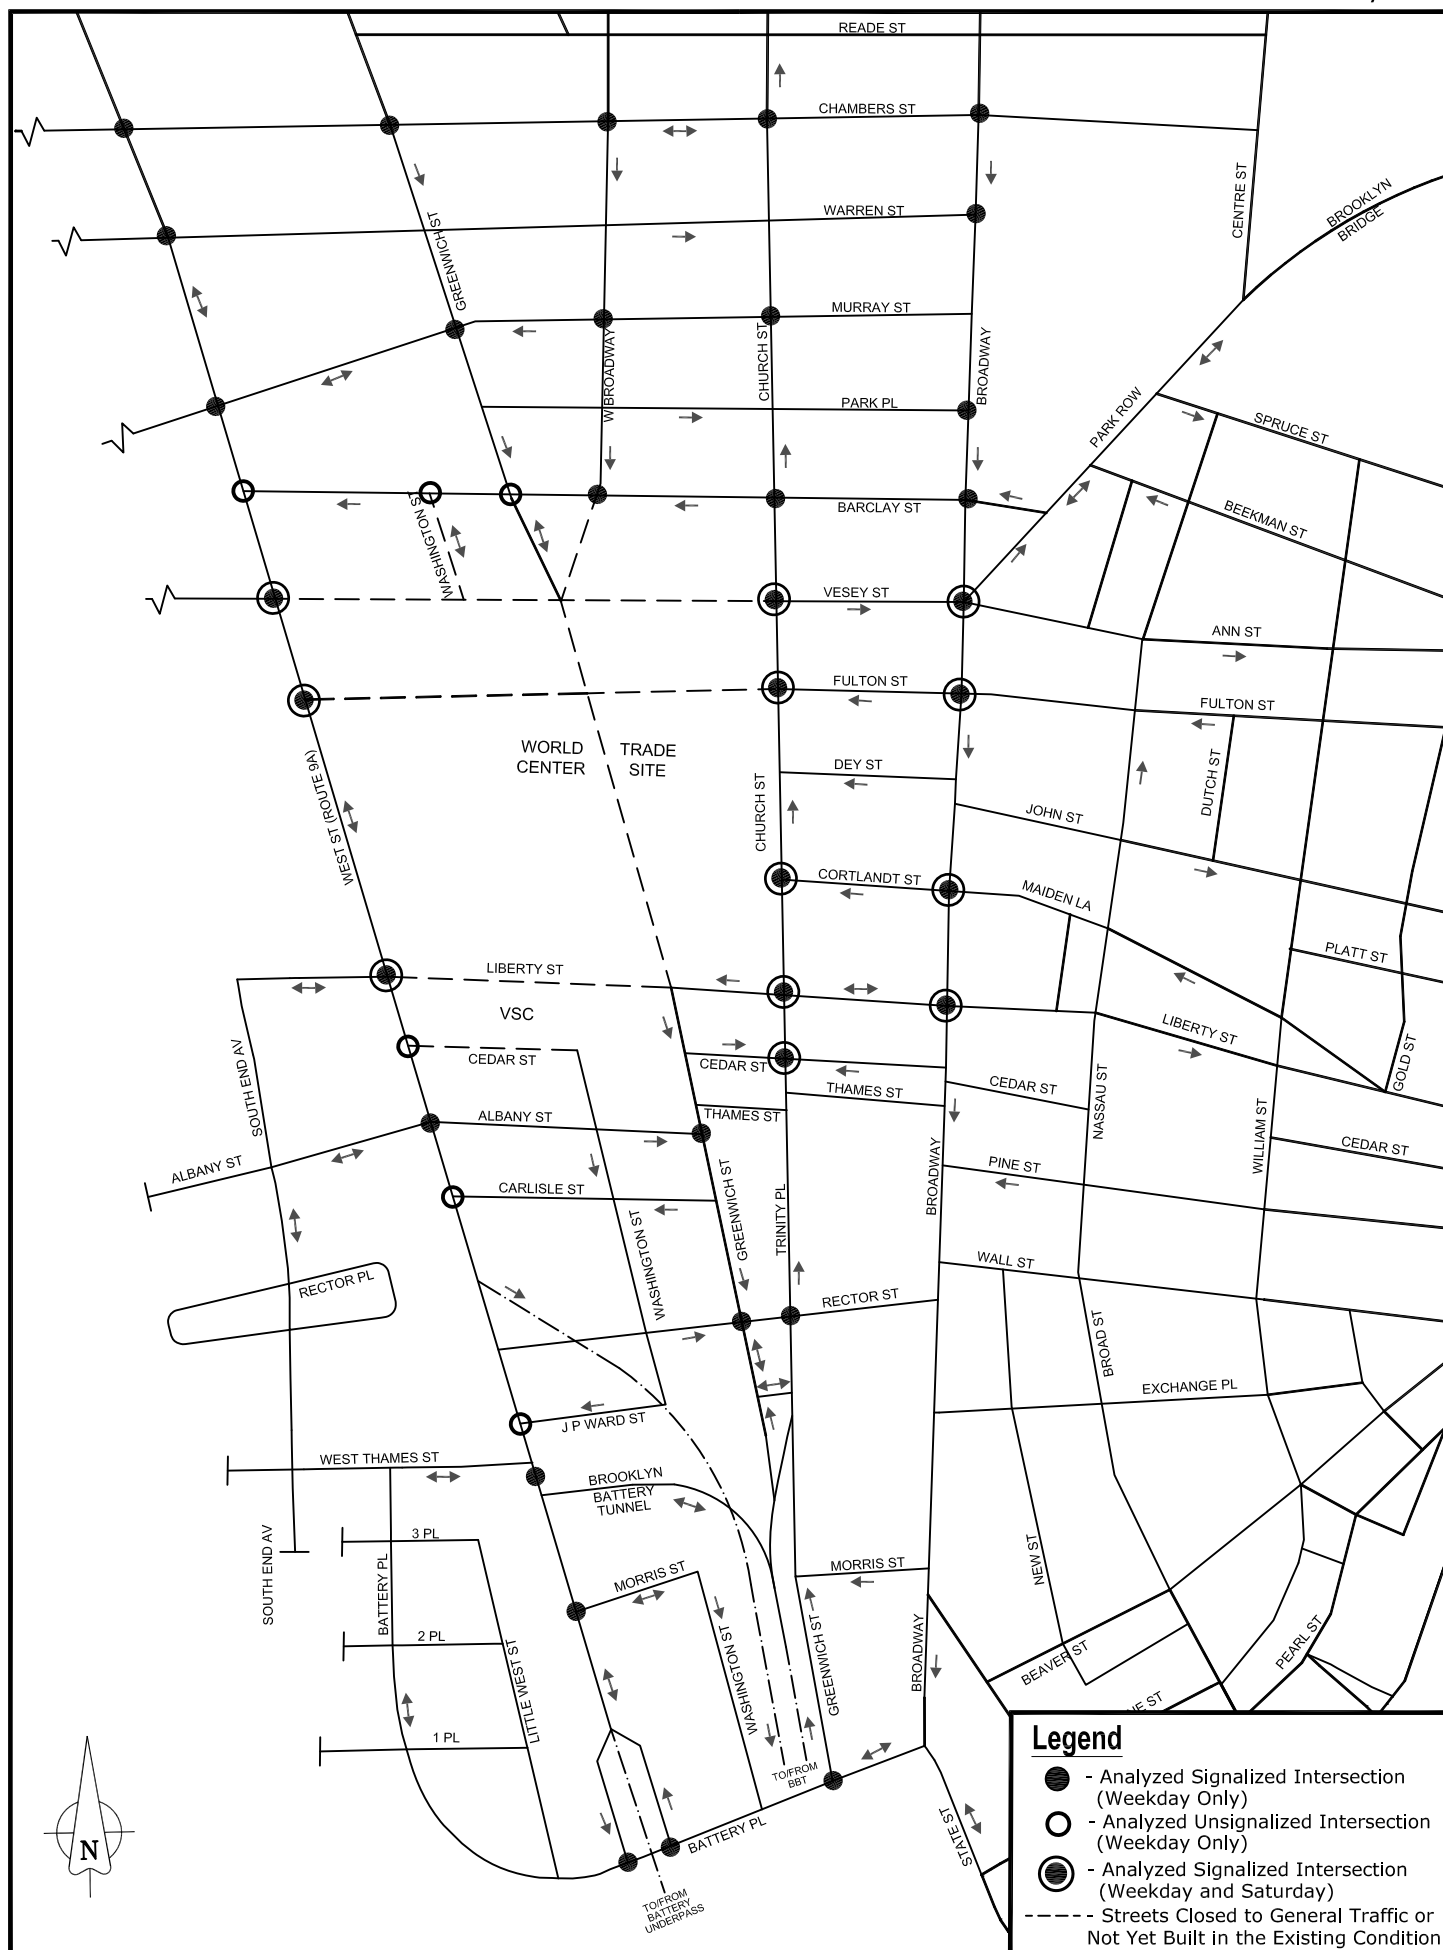 READE ST
CHAMBERS ST
CENTRE ST
BROOKLYN
BRIDGE
WARREN ST
GREENWICH ST
MURRAY ST
W BROADWAY
CHURCH ST
BROADWAY
PARK PL
PARK ROW
SPRUCE ST
WASHINGTON ST
BARCLAY ST
BEEKMAN ST
VESEY ST
ANN ST
FULTON ST
FULTON ST
WORLD TRADE
CENTER SITE
WEST ST (ROUTE 9A)
DEY ST
DUTCH ST
CHURCH ST
JOHN ST
CORTLANDT ST
MAIDEN LA
PLATT ST
LIBERTY ST
VSC
LIBERTY ST
GOLD ST
SOUTH END AV
CEDAR ST
CEDAR ST
CEDAR ST
NASSAU ST
THAMES ST
THAMES ST
ALBANY ST
WILLIAM ST
CEDAR ST
ALBANY ST
GREENWICH ST
BROADWAY
PINE ST
CARLISLE ST
TRINITY PL
WASHINGTON ST
WALL ST
RECTOR PL
RECTOR ST
BROAD ST
EXCHANGE PL
J P WARD ST
WEST THAMES ST
BROOKLYN
BATTERY
TUNNEL
SOUTH END AV
3 PL
BATTERY PL
MORRIS ST
MORRIS ST
NEW ST
2 PL
LITTLE WEST ST
WASHINGTON ST
GREENWICH ST
BROADWAY
BEAVER ST
PEARL ST
NE ST
1 PL
TO/FROM
BBT
BATTERY PL
STATE ST
TO/FROM
BATTERY
UNDERPASS
N
Legend
- Analyzed Signalized Intersection
(Weekday Only)
- Analyzed Unsignalized Intersection
(Weekday Only)
- Analyzed Signalized Intersection
(Weekday and Saturday)
- Streets Closed to General Traffic or
Not Yet Built in the Existing Condition